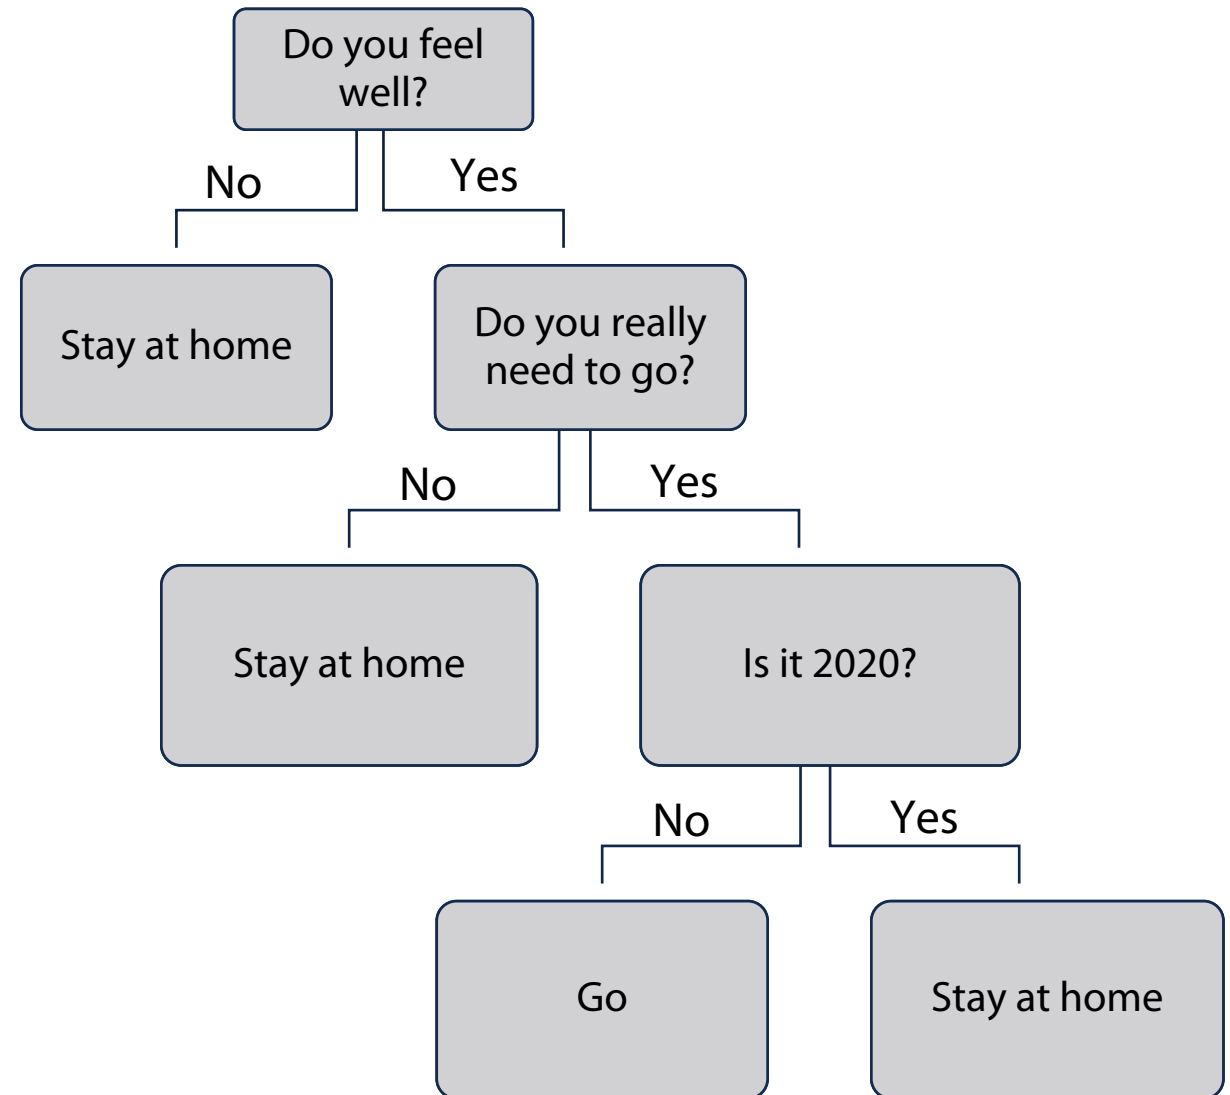 Do you feel
well?
No
Yes
Stay at home
Do you really
need to go?
No
Yes
Stay at home
Is it 2020?
No
Yes
Go
Stay at home